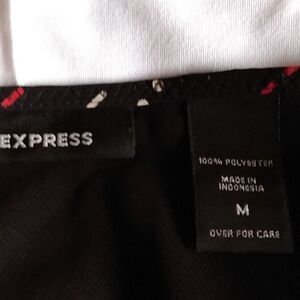 EXPRESS
100% POLYESTER
MADE IN
INDONESIA
M
OVER FOR CARE